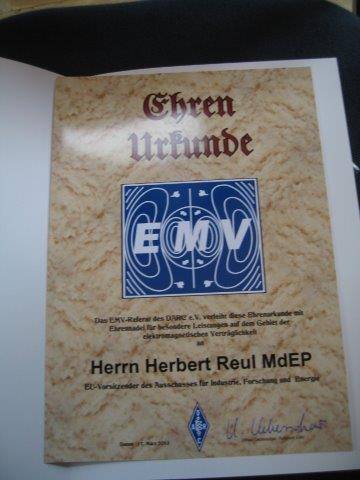 Ehren
Urkunde
EMV
Das EMV-Referat des DARC e.V. verleiht diese Ehrenurkunde mit
Ehrennadel für besondere Leistungen auf dem Gebiet der
elektromagnetischen Verträglichkeit
an
Herrn Herbert Reul MdEP
EU-Vorsitzender des Ausschusses für Industrie, Forschung und Energie